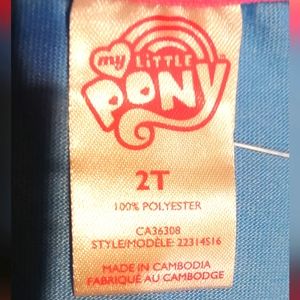 my LITTLE
PONY
2T
100% POLYESTER
CA36308
STYLE/MODÈLE: 22314516
MADE IN CAMBODIA
FABRIQUÉ AU CAMBODGE